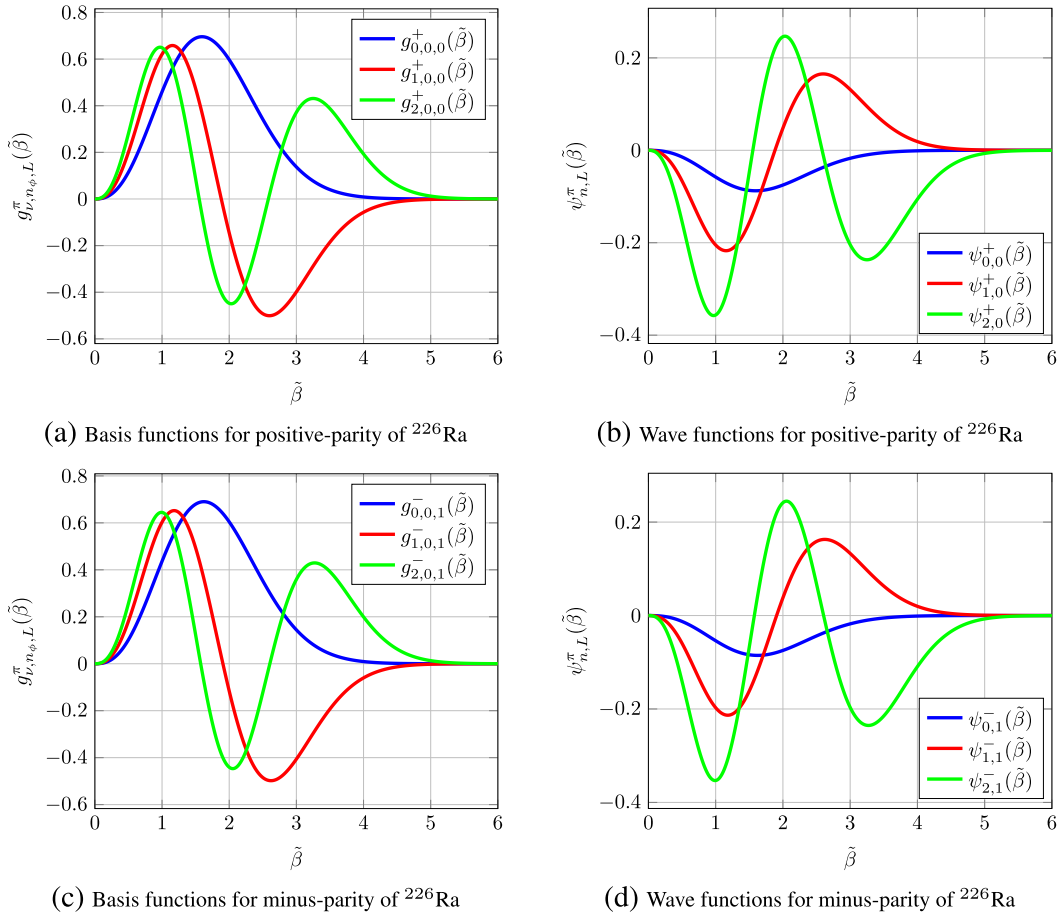 0.8
0.6
0.4
0.2
0
−0.2
−0.4
−0.6
0 1 2 3 4 5 6
g^π_{ν,n_ϕ,L}(β̃)
β̃
g^+_{0,0,0}(β̃)
g^+_{1,0,0}(β̃)
g^+_{2,0,0}(β̃)
(a) Basis functions for positive-parity of ²²⁶Ra
0.2
0
−0.2
−0.4
0 1 2 3 4 5 6
ψ^π_{n,L}(β̃)
β̃
ψ^+_{0,0}(β̃)
ψ^+_{1,0}(β̃)
ψ^+_{2,0}(β̃)
(b) Wave functions for positive-parity of ²²⁶Ra
0.8
0.6
0.4
0.2
0
−0.2
−0.4
−0.6
0 1 2 3 4 5 6
g^π_{ν,n_ϕ,L}(β̃)
β̃
g^−_{0,0,1}(β̃)
g^−_{1,0,1}(β̃)
g^−_{2,0,1}(β̃)
(c) Basis functions for minus-parity of ²²⁶Ra
0.2
0
−0.2
−0.4
0 1 2 3 4 5 6
ψ^π_{n,L}(β̃)
β̃
ψ^−_{0,1}(β̃)
ψ^−_{1,1}(β̃)
ψ^−_{2,1}(β̃)
(d) Wave functions for minus-parity of ²²⁶Ra